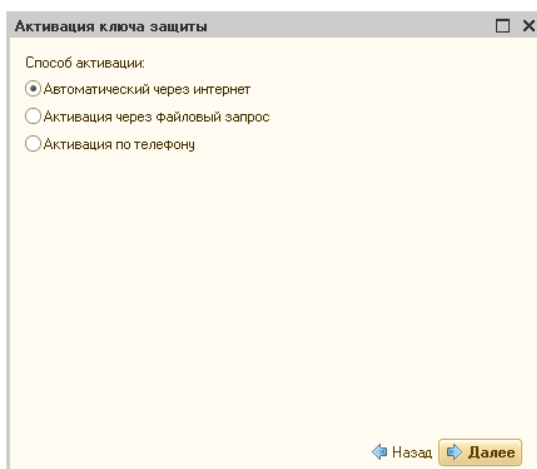 Активация ключа защиты
Способ активации:
Автоматический через интернет
Активация через файловый запрос
Активация по телефону
Назад Далее